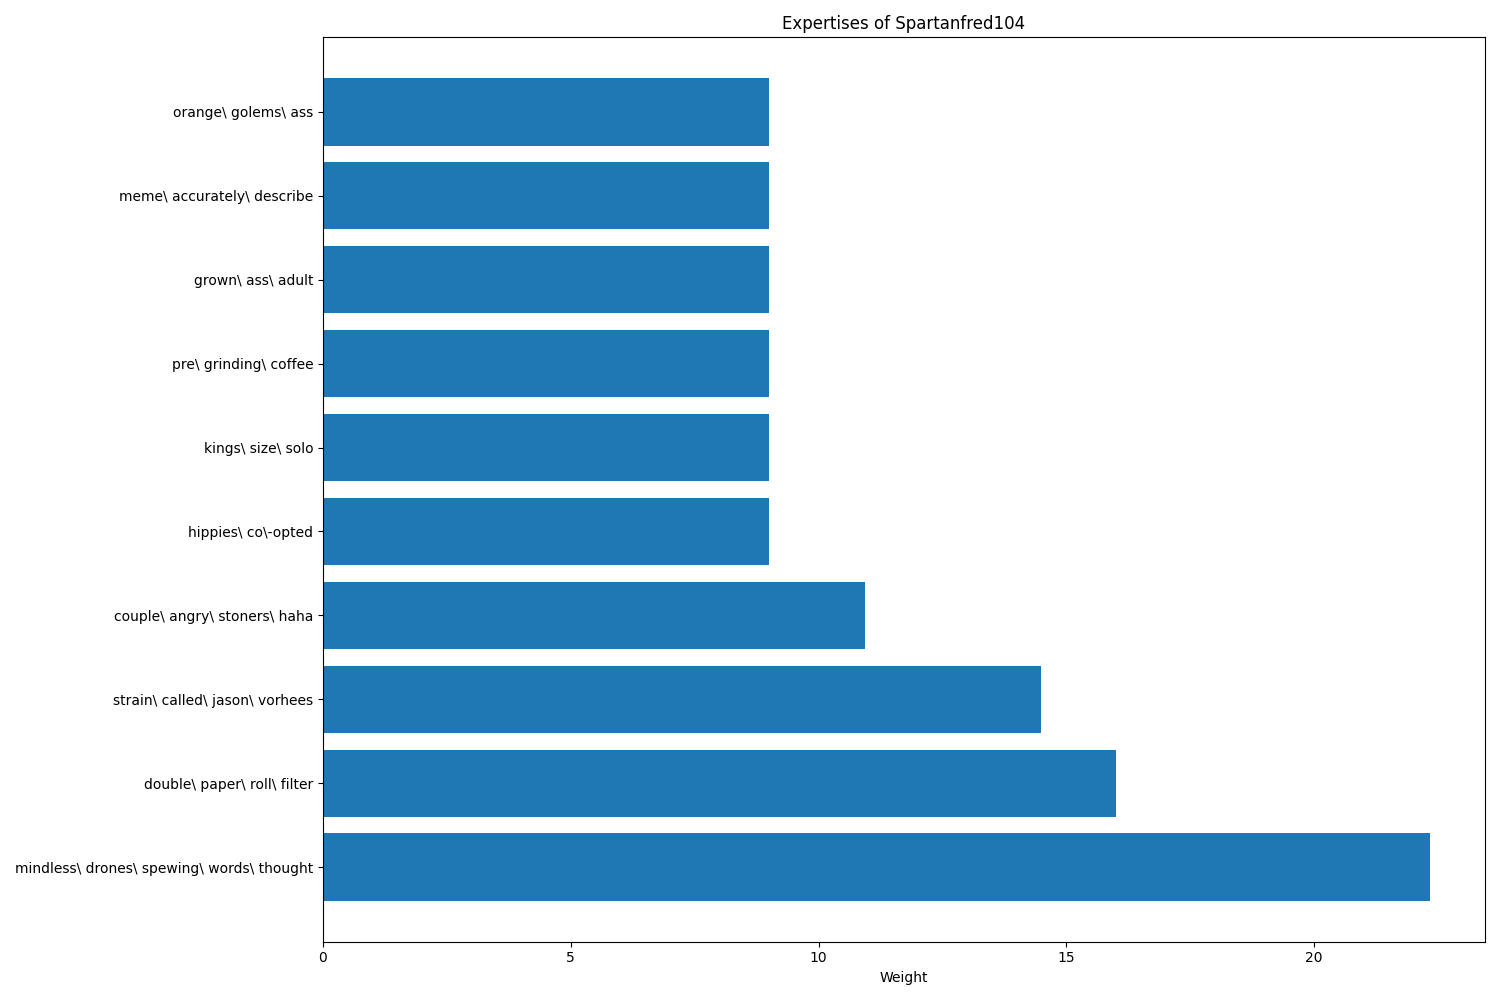 Expertises of Spartanfred104
orange\ golems\ ass
meme\ accurately\ describe
grown\ ass\ adult
pre\ grinding\ coffee
kings\ size\ solo
hippies\ co\-opted
couple\ angry\ stoners\ haha
strain\ called\ jason\ vorhees
double\ paper\ roll\ filter
mindless\ drones\ spewing\ words\ thought
0 5 10 15 20
Weight